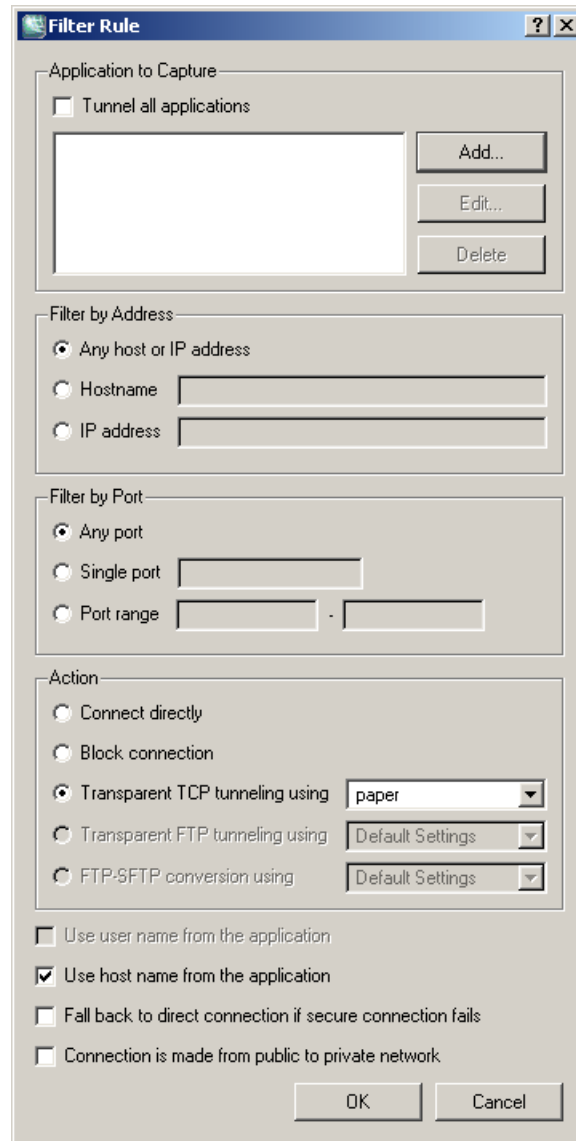 Filter Rule
Application to Capture
Tunnel all applications
Add...
Edit...
Delete
Filter by Address
Any host or IP address
Hostname
IP address
Filter by Port
Any port
Single port
Port range -
Action
Connect directly
Block connection
Transparent TCP tunneling using paper
Transparent FTP tunneling using Default Settings
FTP-SFTP conversion using Default Settings
Use user name from the application
Use host name from the application
Fall back to direct connection if secure connection fails
Connection is made from public to private network
OK Cancel